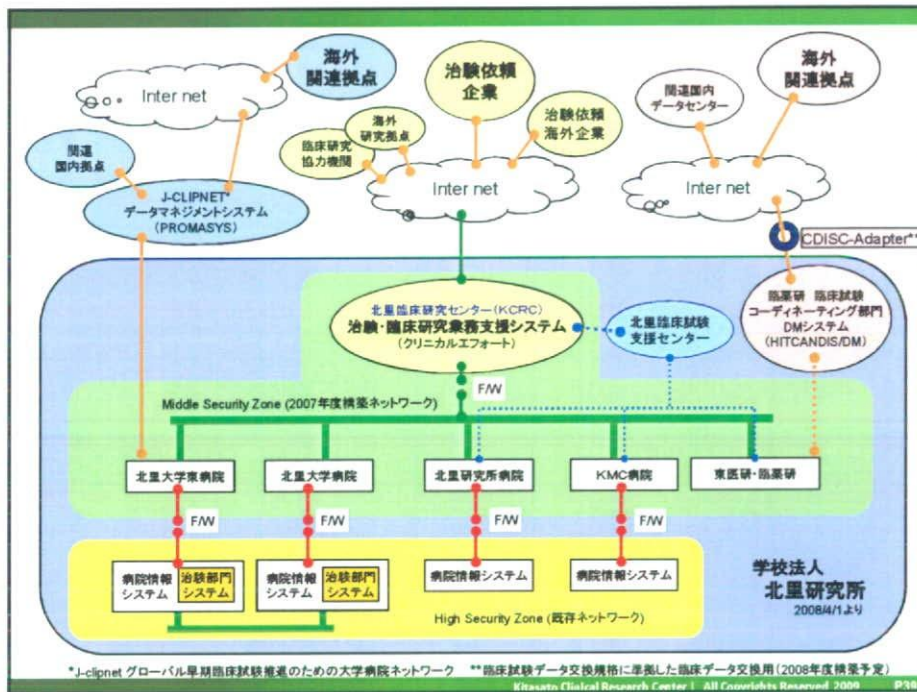 海外
関連拠点
Inter net
関連
国内拠点
J-CLIPNET*
データマネジメントシステム
(PROMASYS)
治験依頼
企業
海外
研究拠点
臨床研究
協力機関
治験依頼
海外企業
Inter net
関連国内
データセンター
海外
関連拠点
Inter net
CDISC-Adapter**
北里臨床研究センター(KCRC)
治験・臨床研究業務支援システム
(クリニカルエフォート)
北里臨床試験
支援センター
臨薬研 臨床試験
コーディネーティング部門
DMシステム
(HITCANDIS/DM)
F/W
Middle Security Zone (2007年度構築ネットワーク)
北里大学東病院
北里大学病院
北里研究所病院
KMC病院
東医研・臨薬研
F/W
F/W
F/W
F/W
病院情報
システム
治験部門
システム
病院情報
システム
治験部門
システム
病院情報システム
病院情報システム
High Security Zone (既存ネットワーク)
学校法人
北里研究所
2008/4/1より
*J-clipnet グローバル早期臨床試験推進のための大学病院ネットワーク
**臨床試験データ交換規格に準拠した臨床データ交換用(2008年度構築予定)
Kitasato Clinical Research Center | All Copyrights Reserved, 2009